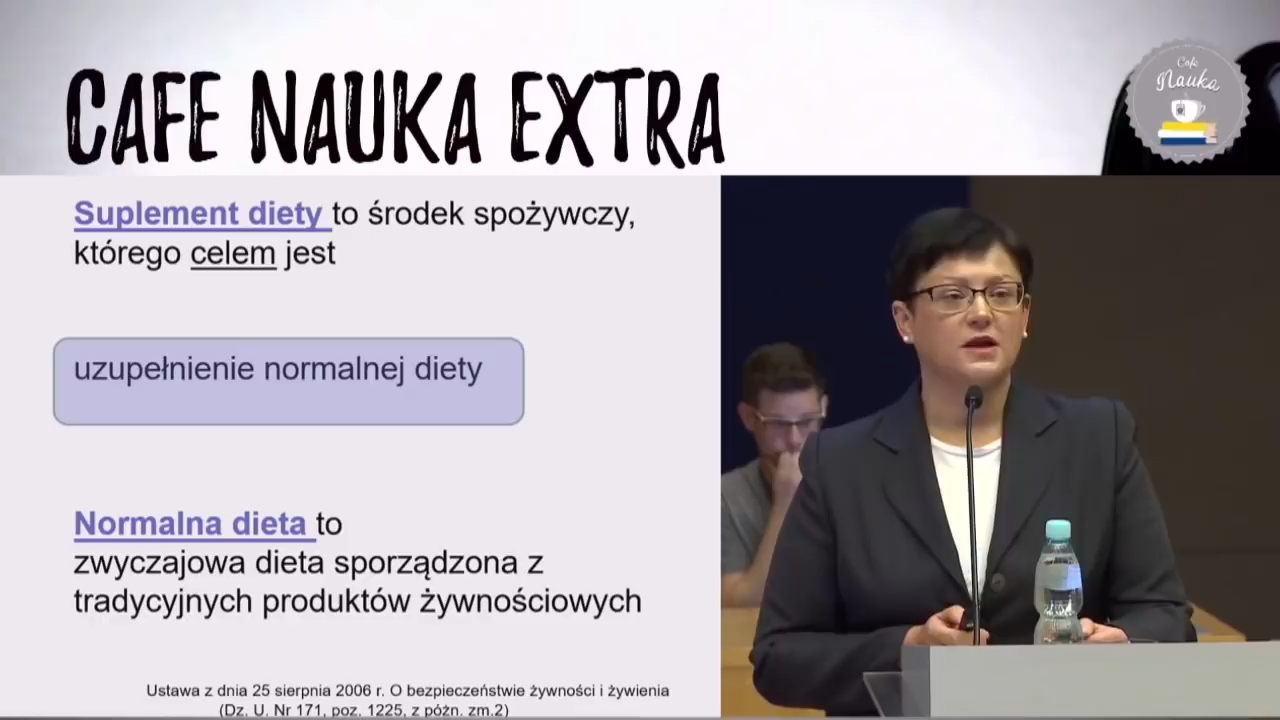 CAFE NAUKA EXTRA
Cafe
Nauka
Suplement diety to środek spożywczy,
którego celem jest
uzupełnienie normalnej diety
Normalna dieta to
zwyczajowa dieta sporządzona z
tradycyjnych produktów żywnościowych
Ustawa z dnia 25 sierpnia 2006 r. O bezpieczeństwie żywności i żywienia
(Dz. U. Nr 171, poz. 1225, z późn. zm.2)